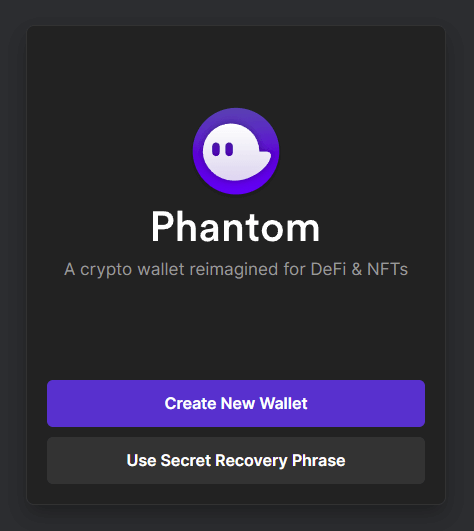 Phantom
A crypto wallet reimagined for DeFi & NFTs
Create New Wallet
Use Secret Recovery Phrase